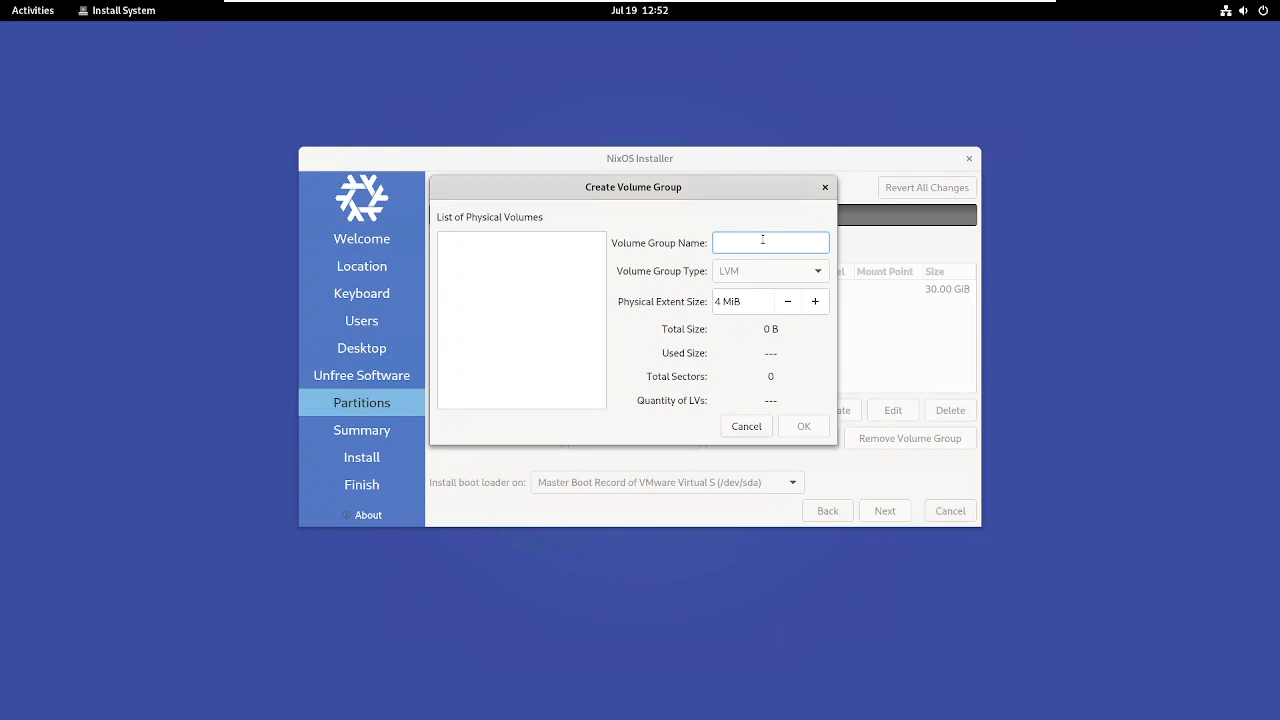 Activities
Install System
Jul 19 12:52
NixOS Installer
Create Volume Group
Revert All Changes
List of Physical Volumes
Welcome
Location
Keyboard
Users
Desktop
Unfree Software
Partitions
Summary
Install
Finish
About
Volume Group Name:
Volume Group Type: LVM
Physical Extent Size: 4 MiB − +
Total Size: 0 B
Used Size: ---
Total Sectors: 0
Quantity of LVs: ---
Cancel OK
Mount Point Size
30.00 GiB
Edit Delete
Remove Volume Group
Install boot loader on: Master Boot Record of VMware Virtual S (/dev/sda)
Back Next Cancel